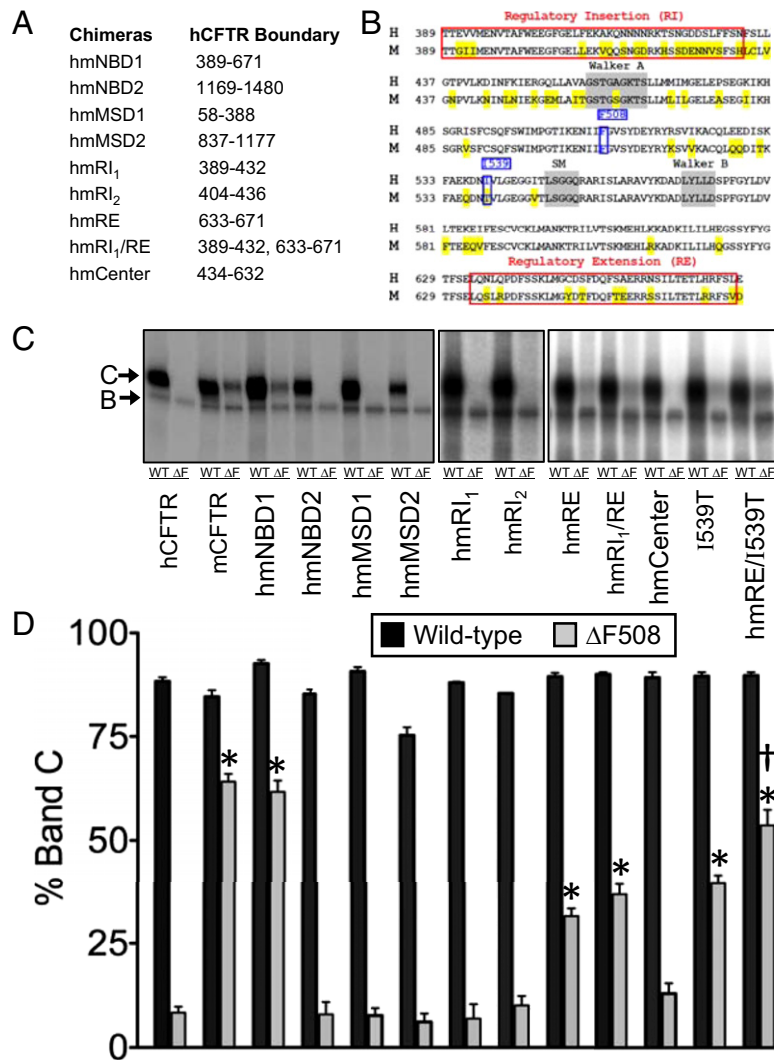 A
Chimeras hCFTR Boundary
hmNBD1 389-671
hmNBD2 1169-1480
hmMSD1 58-388
hmMSD2 837-1177
hmRI1 389-432
hmRI2 404-436
hmRE 633-671
hmRI1/RE 389-432, 633-671
hmCenter 434-632
B
Regulatory Insertion (RI)
H 389 TTEVVMENVTAFWEEGFGELFEKAKQNNNNRKTSNGDDSLFFSNFSLL
M 389 TTGIIMENVTAFWEEGFGELLEKVQQSNGDRKHSSDENNVSFSHLCLV
Walker A
H 437 GTPVLKDINFKIERGQLLAVAGSTGAGKTSLLMMIMGELEPSEGKIKH
M 437 GNPVLKNINLNIEKGEMLAITGSTGSGKTSLLMLILGELEASEGIIKH
F508
H 485 SGRISFCSQFSWIMPGTIKENIIFGVSYDEYRYRSVIKACQLEEDISK
M 485 SGRVSFCSQFSWIMPGTIKENIIFGVSYDEYRYKSVVKACQLQQDITK
I539 SM Walker B
H 533 FAEKDNIVLGEGGITLSGGQRARISLARAVYKDADLYLLDSPFGYLDV
M 533 FAEQDNTVLGEGGVTLSGGQRARISLARAVYKDADLYLLDSPFGYLDV
H 581 LTEKEIFESCVCKLMANKTRILVTSKMEHLKKADKILILHEGSSYFYG
M 581 FTEEQVFESCVCKLMANKTRILVTSKMEHLRKADKILILHQGSSYFYG
Regulatory Extension (RE)
H 629 TFSELQNLQPDFSSKLMGCDSFDQFSAERRNSILTETLHRFSLE
M 629 TFSELQSLRPDFSSKLMGYDTFDQFTEERRSSILTETLRRFSVD
C
C
B
WT ΔF WT ΔF WT ΔF WT ΔF WT ΔF WT ΔF WT ΔF WT ΔF WT ΔF WT ΔF WT ΔF WT ΔF WT ΔF
hCFTR
mCFTR
hmNBD1
hmNBD2
hmMSD1
hmMSD2
hmRI1
hmRI2
hmRE
hmRI1/RE
hmCenter
I539T
hmRE/I539T
D
Wild-type ΔF508
% Band C
100
75
50
25
0
* * * * * † *